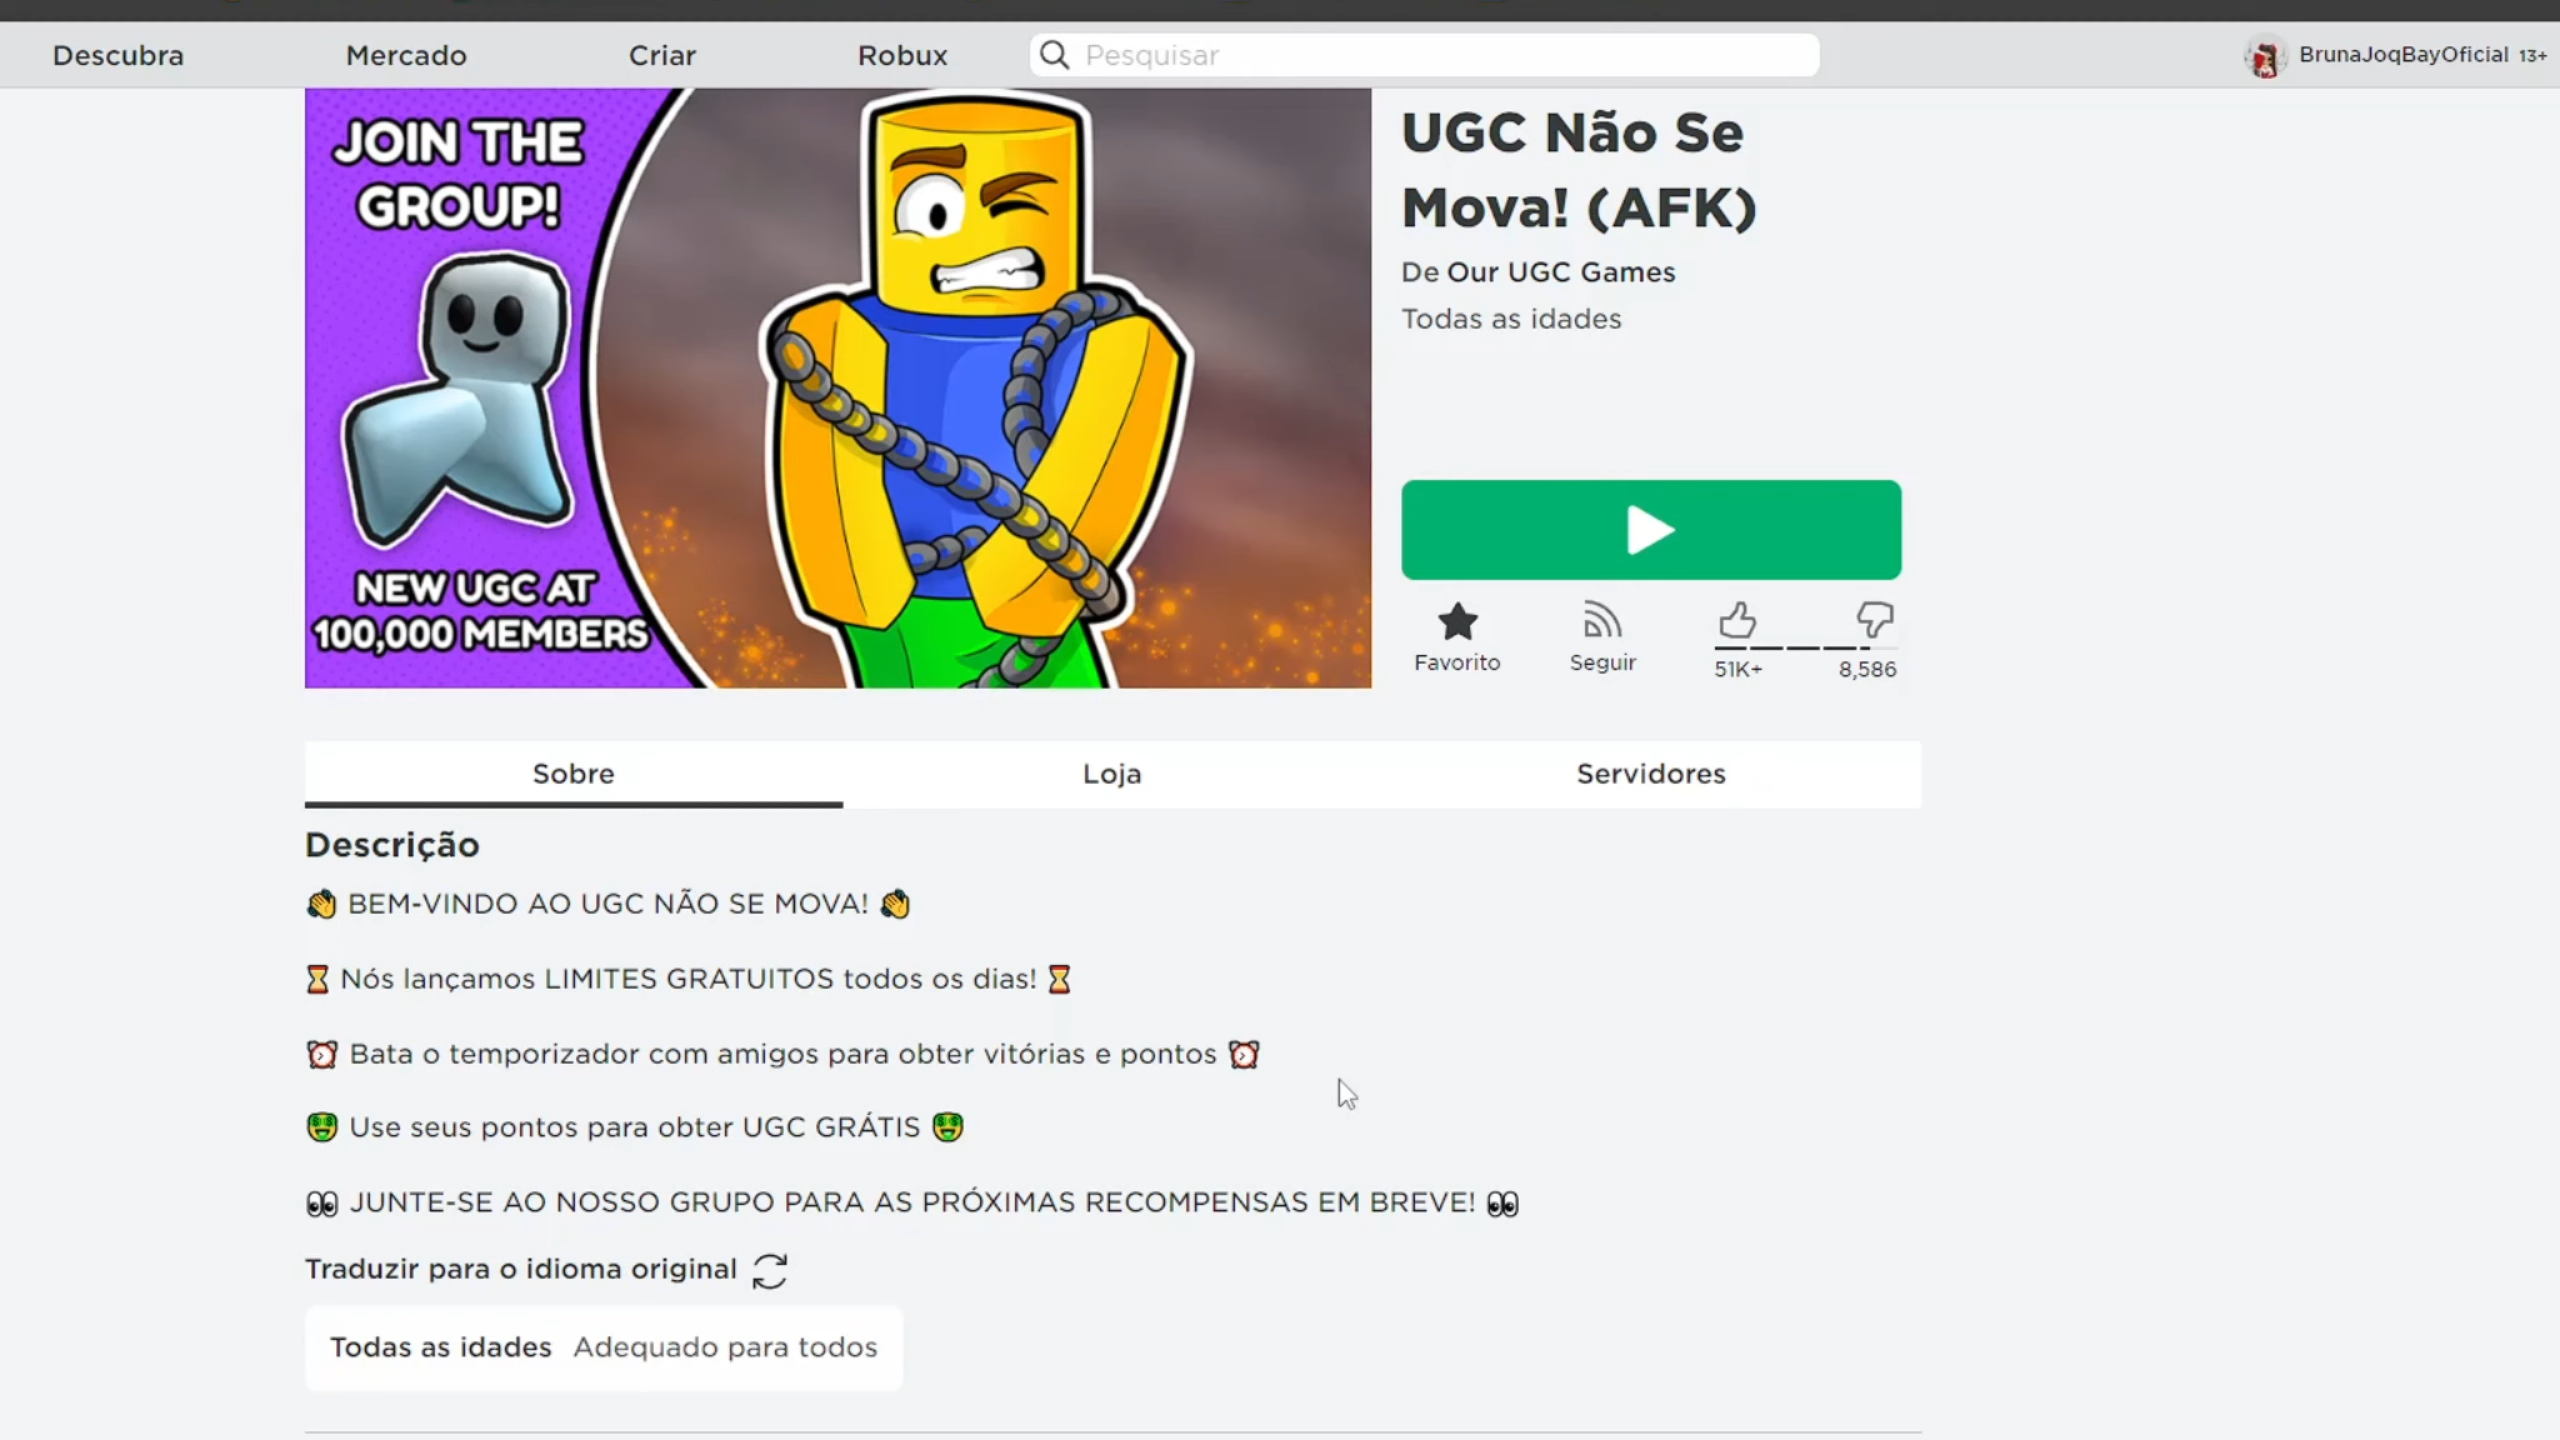 Descubra
Mercado
Criar
Robux
Pesquisar
BrunaJoqBayOficial 13+
JOIN THE
GROUP!
NEW UGC AT
100,000 MEMBERS
UGC Não Se
Mova! (AFK)
De Our UGC Games
Todas as idades
Favorito
Seguir
51K+
8,586
Sobre
Loja
Servidores
Descrição
👏 BEM-VINDO AO UGC NÃO SE MOVA! 👏
⏳ Nós lançamos LIMITES GRATUITOS todos os dias! ⏳
⏰ Bata o temporizador com amigos para obter vitórias e pontos ⏰
🤑 Use seus pontos para obter UGC GRÁTIS 🤑
👀 JUNTE-SE AO NOSSO GRUPO PARA AS PRÓXIMAS RECOMPENSAS EM BREVE! 👀
Traduzir para o idioma original
Todas as idades Adequado para todos